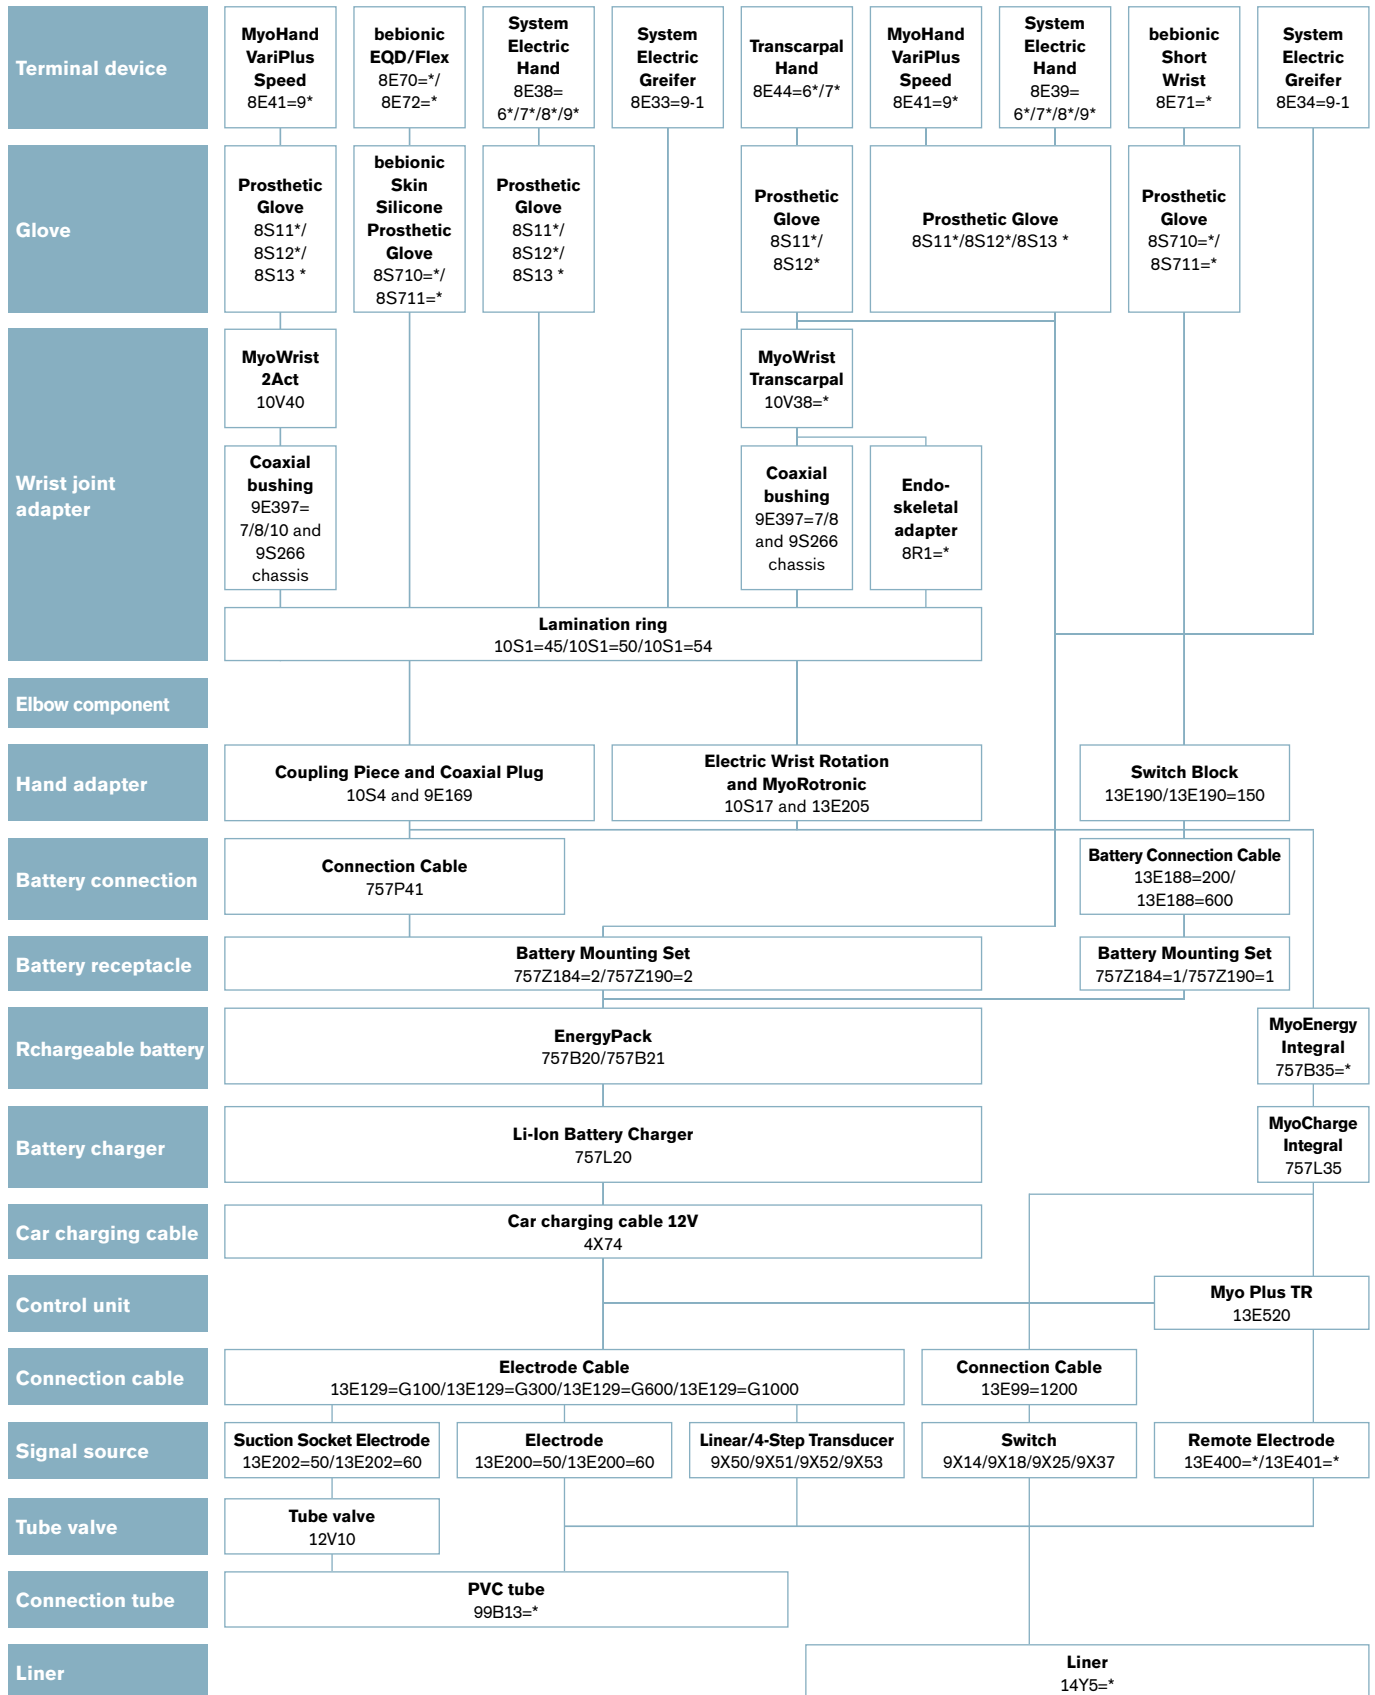 Terminal device
MyoHand
VariPlus
Speed
8E41=9*
bebionic
EQD/Flex
8E70=*/
8E72=*
System
Electric
Hand
8E38=
6*/7*/8*/9*
System
Electric
Greifer
8E33=9-1
Transcarpal
Hand
8E44=6*/7*
MyoHand
VariPlus
Speed
8E41=9*
System
Electric
Hand
8E39=
6*/7*/8*/9*
bebionic
Short
Wrist
8E71=*
System
Electric
Greifer
8E34=9-1
Glove
Prosthetic
Glove
8S11*/
8S12*/
8S13 *
bebionic
Skin
Silicone
Prosthetic
Glove
8S710=*/
8S711=*
Prosthetic
Glove
8S11*/
8S12*/
8S13 *
Prosthetic
Glove
8S11*/
8S12*
Prosthetic Glove
8S11*/8S12*/8S13 *
Prosthetic
Glove
8S710=*/
8S711=*
Wrist joint
adapter
MyoWrist
2Act
10V40
MyoWrist
Transcarpal
10V38=*
Coaxial
bushing
9E397=
7/8/10 and
9S266
chassis
Coaxial
bushing
9E397=7/8
and 9S266
chassis
Endo-
skeletal
adapter
8R1=*
Lamination ring
10S1=45/10S1=50/10S1=54
Elbow component
Hand adapter
Coupling Piece and Coaxial Plug
10S4 and 9E169
Electric Wrist Rotation
and MyoRotronic
10S17 and 13E205
Switch Block
13E190/13E190=150
Battery connection
Connection Cable
757P41
Battery Connection Cable
13E188=200/
13E188=600
Battery receptacle
Battery Mounting Set
757Z184=2/757Z190=2
Battery Mounting Set
757Z184=1/757Z190=1
Rchargeable battery
EnergyPack
757B20/757B21
MyoEnergy
Integral
757B35=*
Battery charger
Li-Ion Battery Charger
757L20
MyoCharge
Integral
757L35
Car charging cable
Car charging cable 12V
4X74
Control unit
Myo Plus TR
13E520
Connection cable
Electrode Cable
13E129=G100/13E129=G300/13E129=G600/13E129=G1000
Connection Cable
13E99=1200
Signal source
Suction Socket Electrode
13E202=50/13E202=60
Electrode
13E200=50/13E200=60
Linear/4-Step Transducer
9X50/9X51/9X52/9X53
Switch
9X14/9X18/9X25/9X37
Remote Electrode
13E400=*/13E401=*
Tube valve
Tube valve
12V10
Connection tube
PVC tube
99B13=*
Liner
Liner
14Y5=*